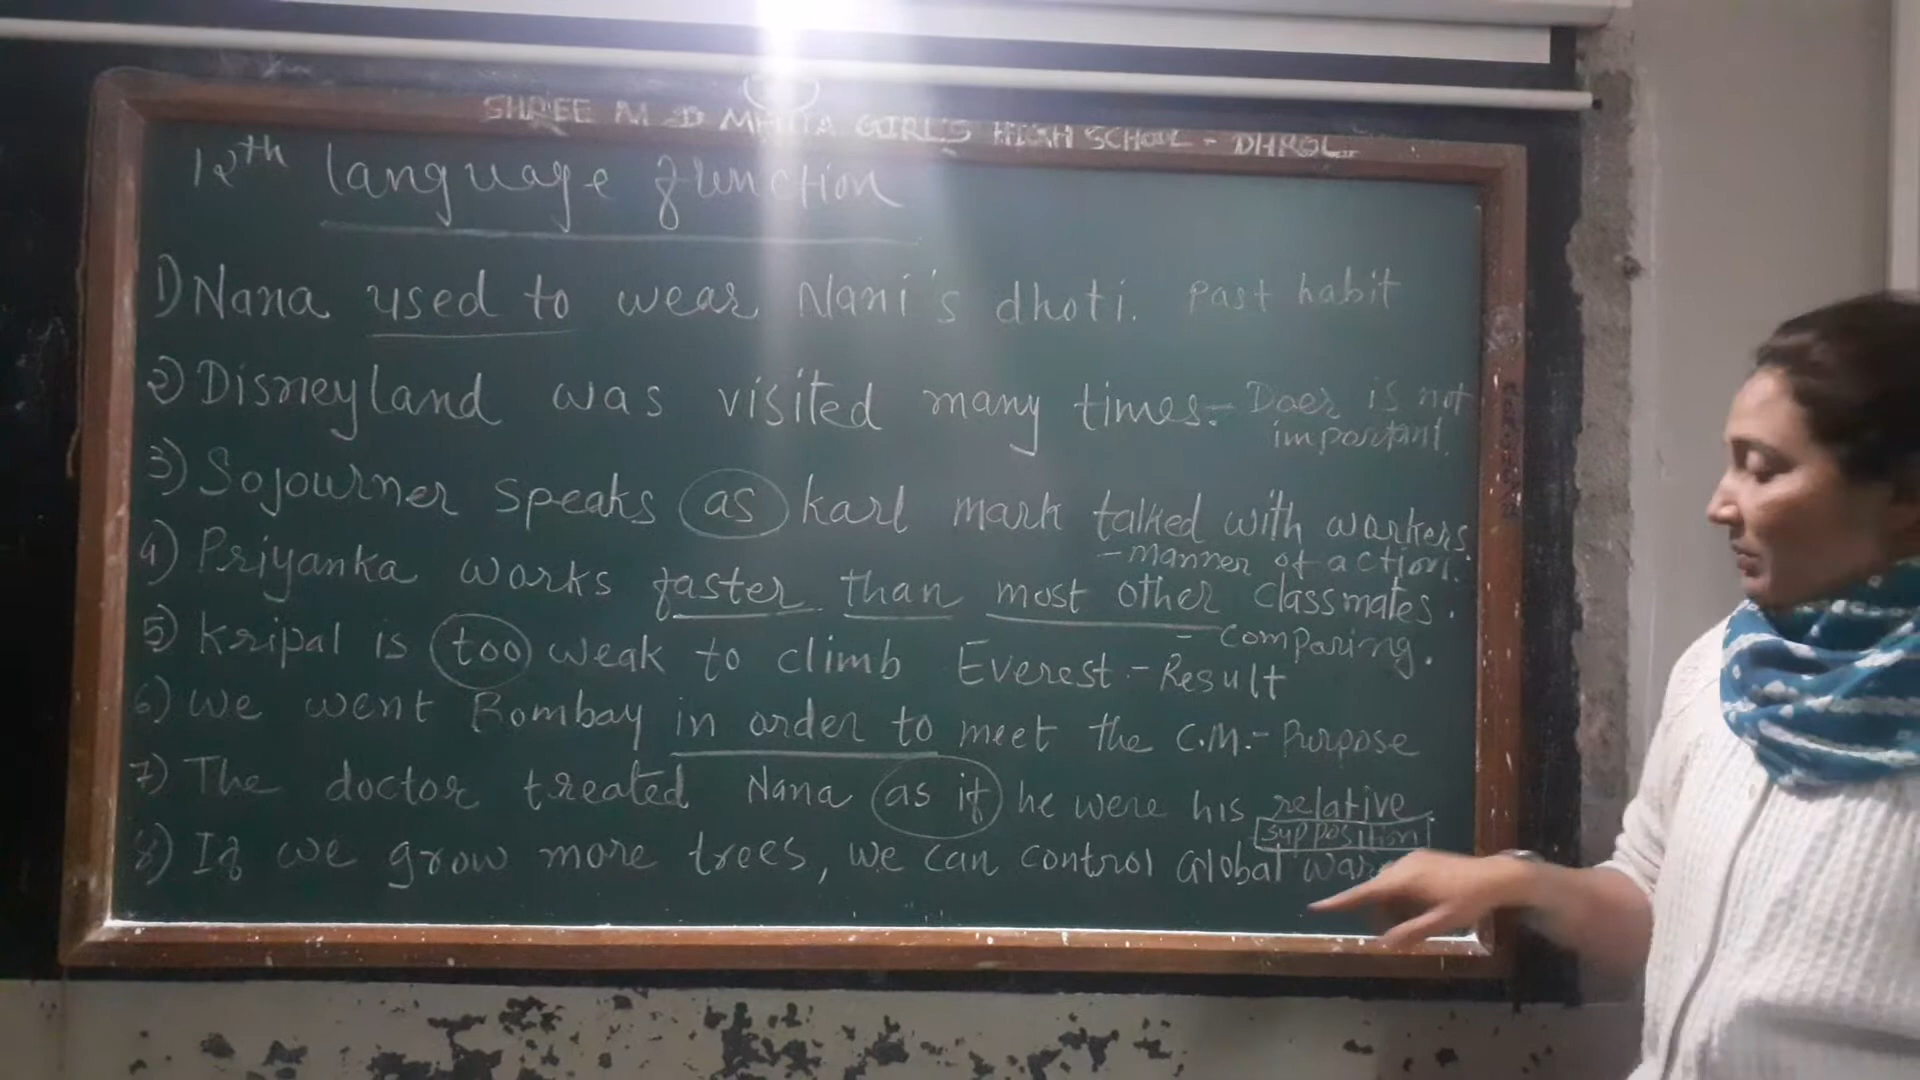 SHREE M D MEHTA GIRL'S HIGH SCHOOL - DHROL.
12th language function
1) Nana used to wear Nani's dhoti. Past habit
2) Disneyland was visited many times. - Doer is not
important.
3) Sojourner speaks as karl mark talked with workers.
- manner of action.
4) Priyanka works faster than most other classmates.
- comparing.
5) Kripal is too weak to climb Everest - Result
6) We went Bombay in order to meet the C.M. - Purpose
7) The doctor treated Nana as if he were his relative.
supposition
8) If we grow more trees, we can control Global